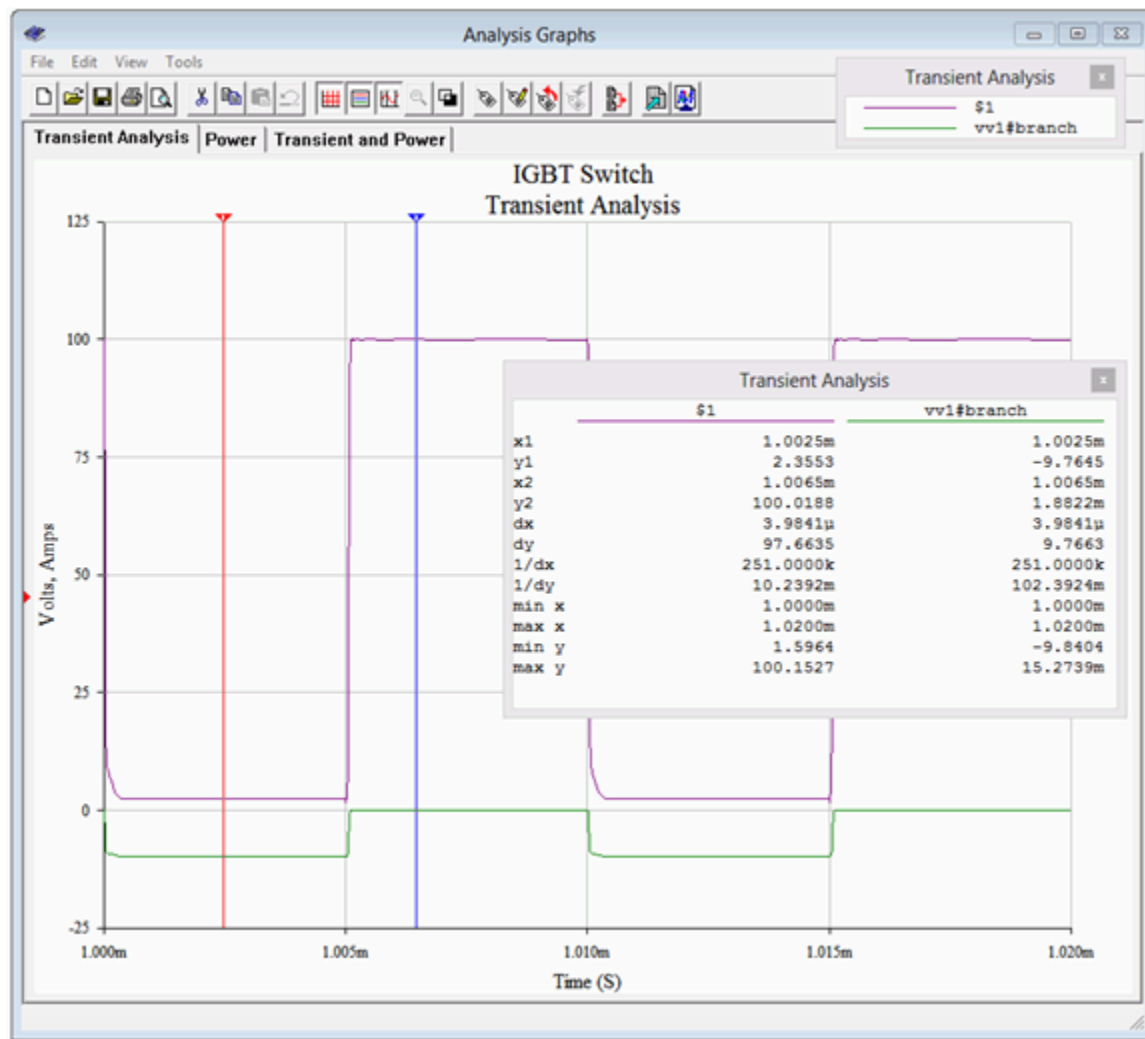 Analysis Graphs
File Edit View Tools
Transient Analysis
$1
vv1#branch
Transient Analysis Power Transient and Power
IGBT Switch
Transient Analysis
125
100
75
50
25
0
-25
Volts, Amps
1.000m 1.005m 1.010m 1.015m 1.020m
Time (S)
Transient Analysis
$1 vv1#branch
x1 1.0025m 1.0025m
y1 2.3553 -9.7645
x2 1.0065m 1.0065m
y2 100.0188 1.8822m
dx 3.9841µ 3.9841µ
dy 97.6635 9.7663
1/dx 251.0000k 251.0000k
1/dy 10.2392m 102.3924m
min x 1.0000m 1.0000m
max x 1.0200m 1.0200m
min y 1.5964 -9.8404
max y 100.1527 15.2739m